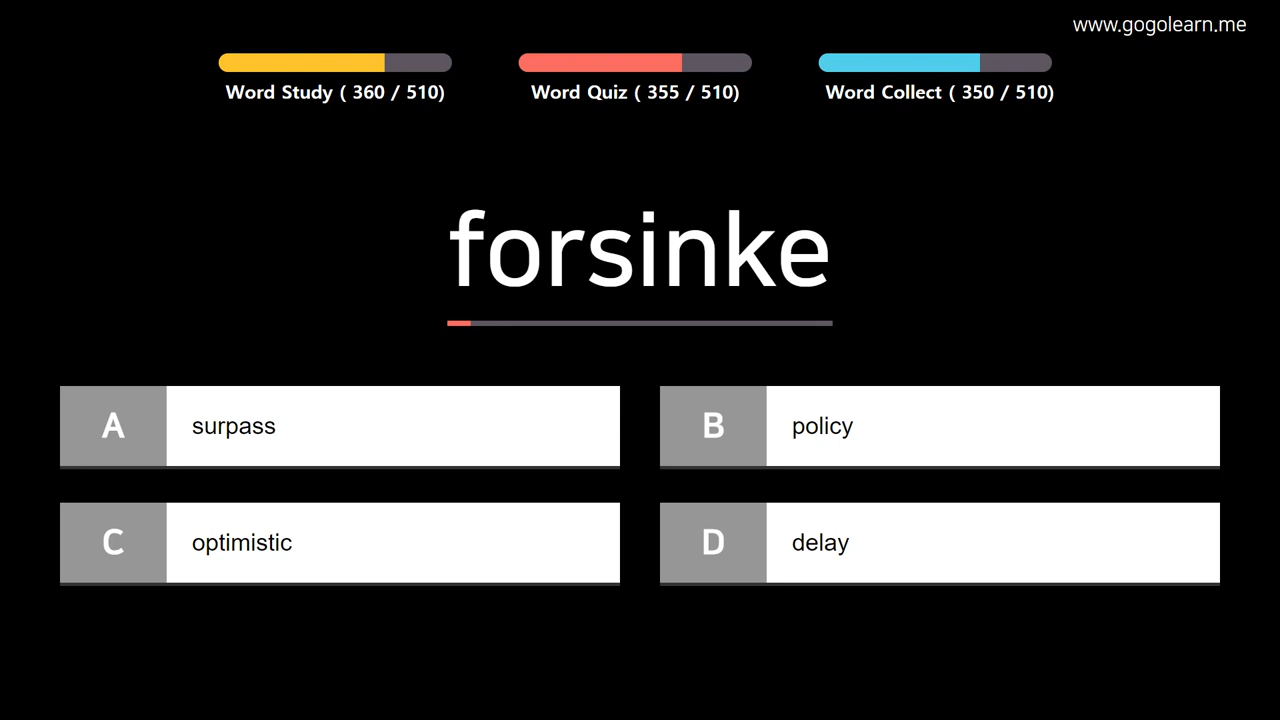 www.gogolearn.me
Word Study ( 360 / 510)
Word Quiz ( 355 / 510)
Word Collect ( 350 / 510)
forsinke
A surpass
B policy
C optimistic
D delay